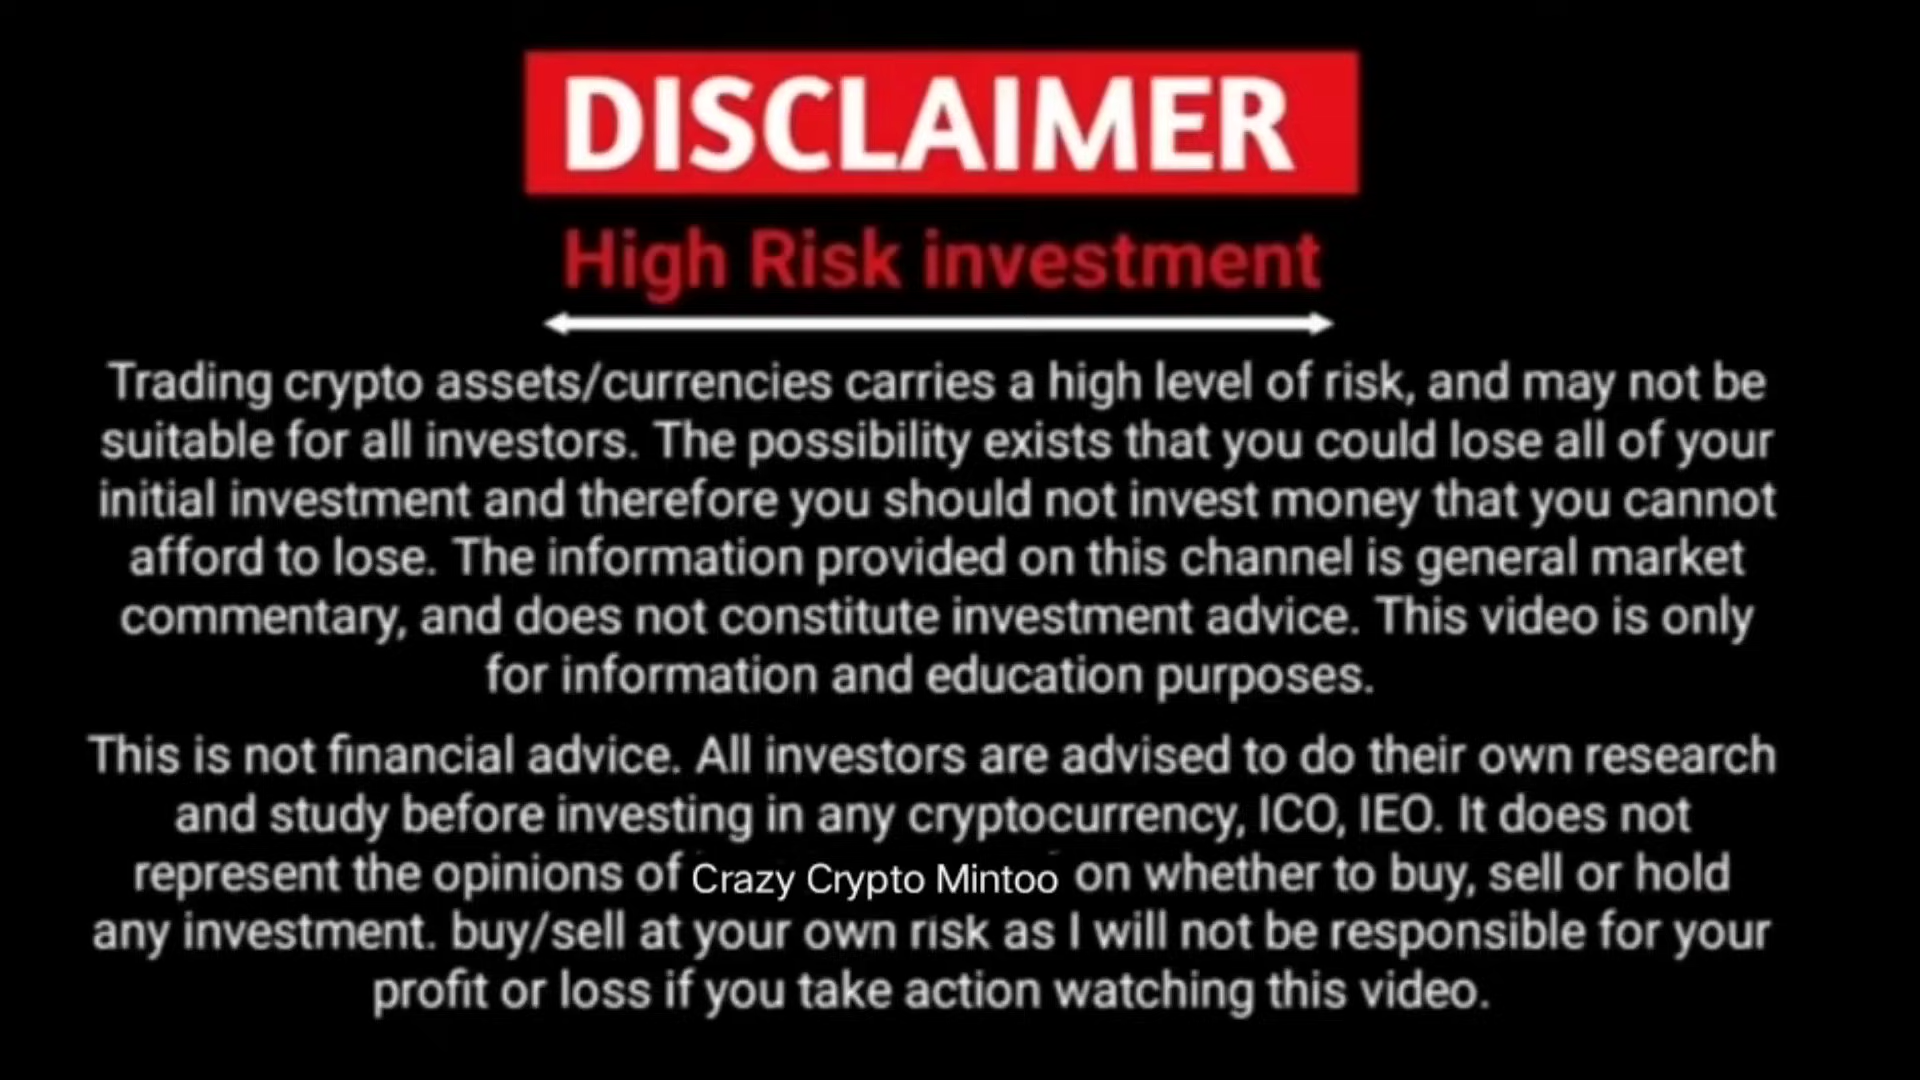 DISCLAIMER
High Risk investment
Trading crypto assets/currencies carries a high level of risk, and may not be
suitable for all investors. The possibility exists that you could lose all of your
initial investment and therefore you should not invest money that you cannot
afford to lose. The information provided on this channel is general market
commentary, and does not constitute investment advice. This video is only
for information and education purposes.
This is not financial advice. All investors are advised to do their own research
and study before investing in any cryptocurrency, ICO, IEO. It does not
represent the opinions of Crazy Crypto Mintoo on whether to buy, sell or hold
any investment. buy/sell at your own risk as I will not be responsible for your
profit or loss if you take action watching this video.